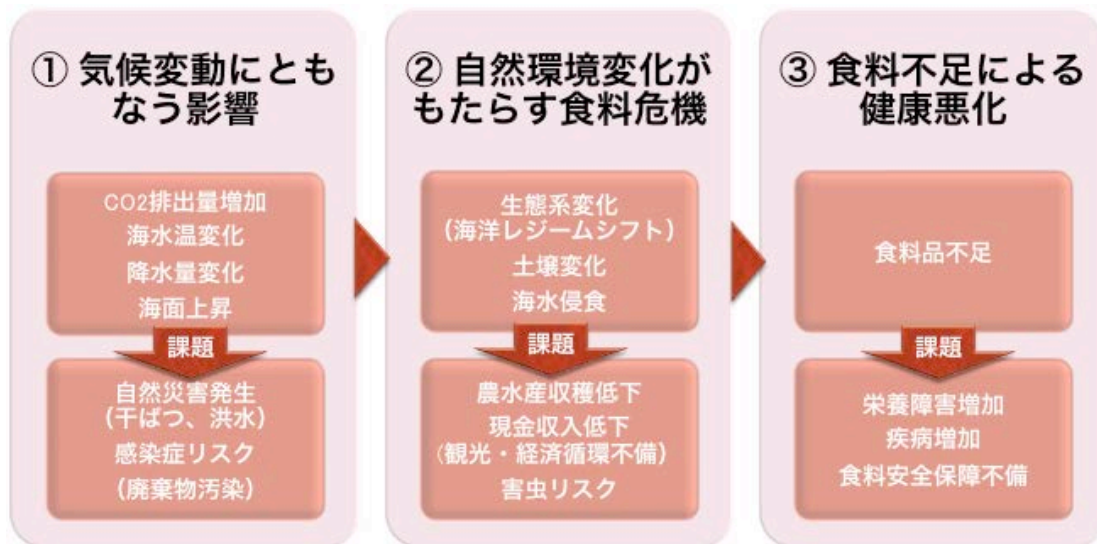 ① 気候変動にとも
なう影響
CO2排出量増加
海水温変化
降水量変化
海面上昇
課題
自然災害発生
(干ばつ、洪水)
感染症リスク
(廃棄物汚染)
② 自然環境変化が
もたらす食料危機
生態系変化
(海洋レジームシフト)
土壌変化
海水侵食
課題
農水産収穫低下
現金収入低下
(観光・経済循環不備)
害虫リスク
③ 食料不足による
健康悪化
食料品不足
課題
栄養障害増加
疾病増加
食料安全保障不備